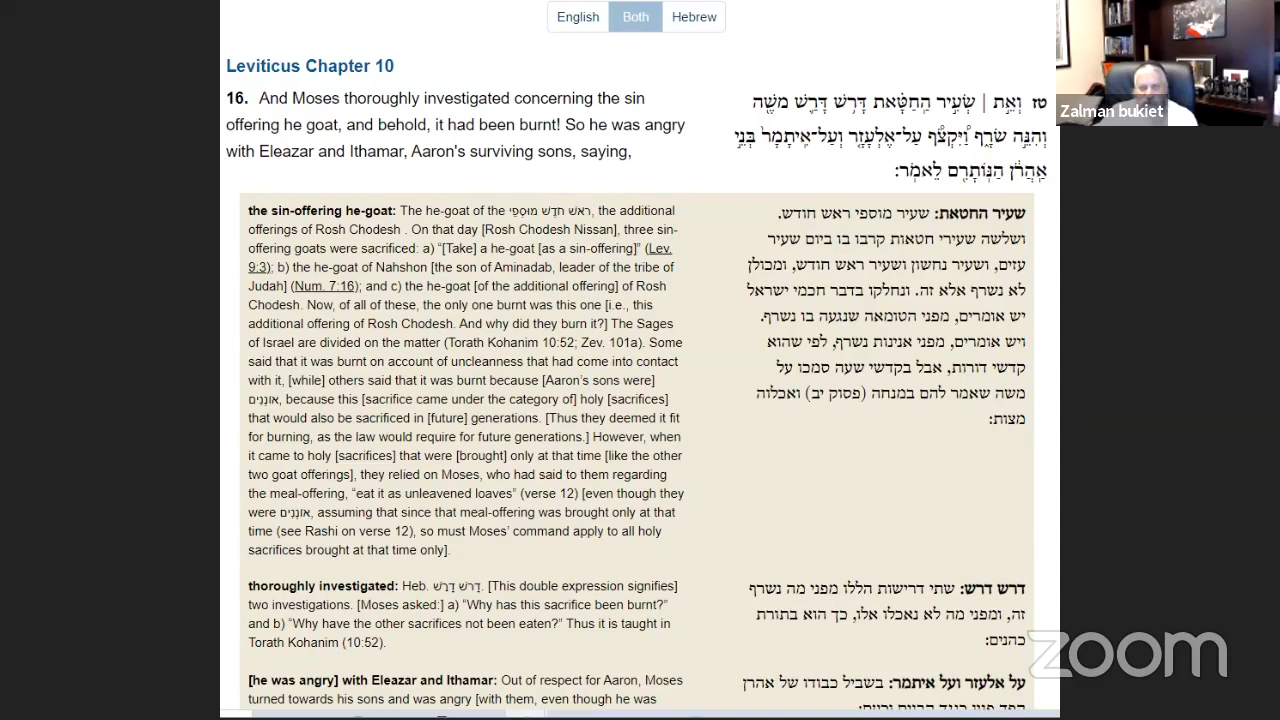 English Both Hebrew
Leviticus Chapter 10
16. And Moses thoroughly investigated concerning the sin
offering he goat, and behold, it had been burnt! So he was angry
with Eleazar and Ithamar, Aaron's surviving sons, saying,
טז וְאֵ֣ת | שְׂעִ֣יר הַֽחַטָּ֗את דָּרֹ֥שׁ דָּרַ֛שׁ משֶׁ֖ה
וְהִנֵּ֣ה שֹׂרָ֑ף וַ֠יִּקְצֹ֠ף עַל־אֶלְעָזָ֤ר וְעַל־אִֽיתָמָר֙ בְּנֵ֣י
אַֽהֲרֹ֔ן הַנּֽוֹתָרִ֖ם לֵאמֹֽר:
the sin-offering he-goat: The he-goat of the רֹאשׁ חֹדֶשׁ מוּסְפֵי, the additional
offerings of Rosh Chodesh . On that day [Rosh Chodesh Nissan], three sin-
offering goats were sacrificed: a) “[Take] a he-goat [as a sin-offering]” (Lev.
9:3); b) the he-goat of Nahshon [the son of Aminadab, leader of the tribe of
Judah] (Num. 7:16); and c) the he-goat [of the additional offering] of Rosh
Chodesh. Now, of all of these, the only one burnt was this one [i.e., this
additional offering of Rosh Chodesh. And why did they burn it?] The Sages
of Israel are divided on the matter (Torath Kohanim 10:52; Zev. 101a). Some
said that it was burnt on account of uncleanness that had come into contact
with it, [while] others said that it was burnt because [Aaron’s sons were]
אוֹנְנִים, because this [sacrifice came under the category of] holy [sacrifices]
that would also be sacrificed in [future] generations. [Thus they deemed it fit
for burning, as the law would require for future generations.] However, when
it came to holy [sacrifices] that were [brought] only at that time [like the other
two goat offerings], they relied on Moses, who had said to them regarding
the meal-offering, “eat it as unleavened loaves” (verse 12) [even though they
were אוֹנְנִים, assuming that since that meal-offering was brought only at that
time (see Rashi on verse 12), so must Moses’ command apply to all holy
sacrifices brought at that time only].
שעיר החטאת: שעיר מוספי ראש חודש.
ושלשה שעירי חטאות קרבו בו ביום שעיר
עזים, ושעיר נחשון ושעיר ראש חודש, ומכולן
לא נשרף אלא זה. ונחלקו בדבר חכמי ישראל
יש אומרים, מפני הטומאה שנגעה בו נשרף.
ויש אומרים, מפני אנינות נשרף, לפי שהוא
קדשי דורות, אבל בקדשי שעה סמכו על
משה שאמר להם במנחה (פסוק יב) ואכלוה
מצות:
thoroughly investigated: Heb. דָּרשׁ דָּרַשׁ. [This double expression signifies]
two investigations. [Moses asked:] a) “Why has this sacrifice been burnt?”
and b) “Why have the other sacrifices not been eaten?” Thus it is taught in
Torath Kohanim (10:52).
דרש דרש: שתי דרישות הללו מפני מה נשרף
זה, ומפני מה לא נאכלו אלו, כך הוא בתורת
כהנים:
[he was angry] with Eleazar and Ithamar: Out of respect for Aaron, Moses
turned towards his sons and was angry [with them, even though he was
על אלעזר ועל איתמר: בשביל כבודו של אהרן
Zalman bukiet
zoom